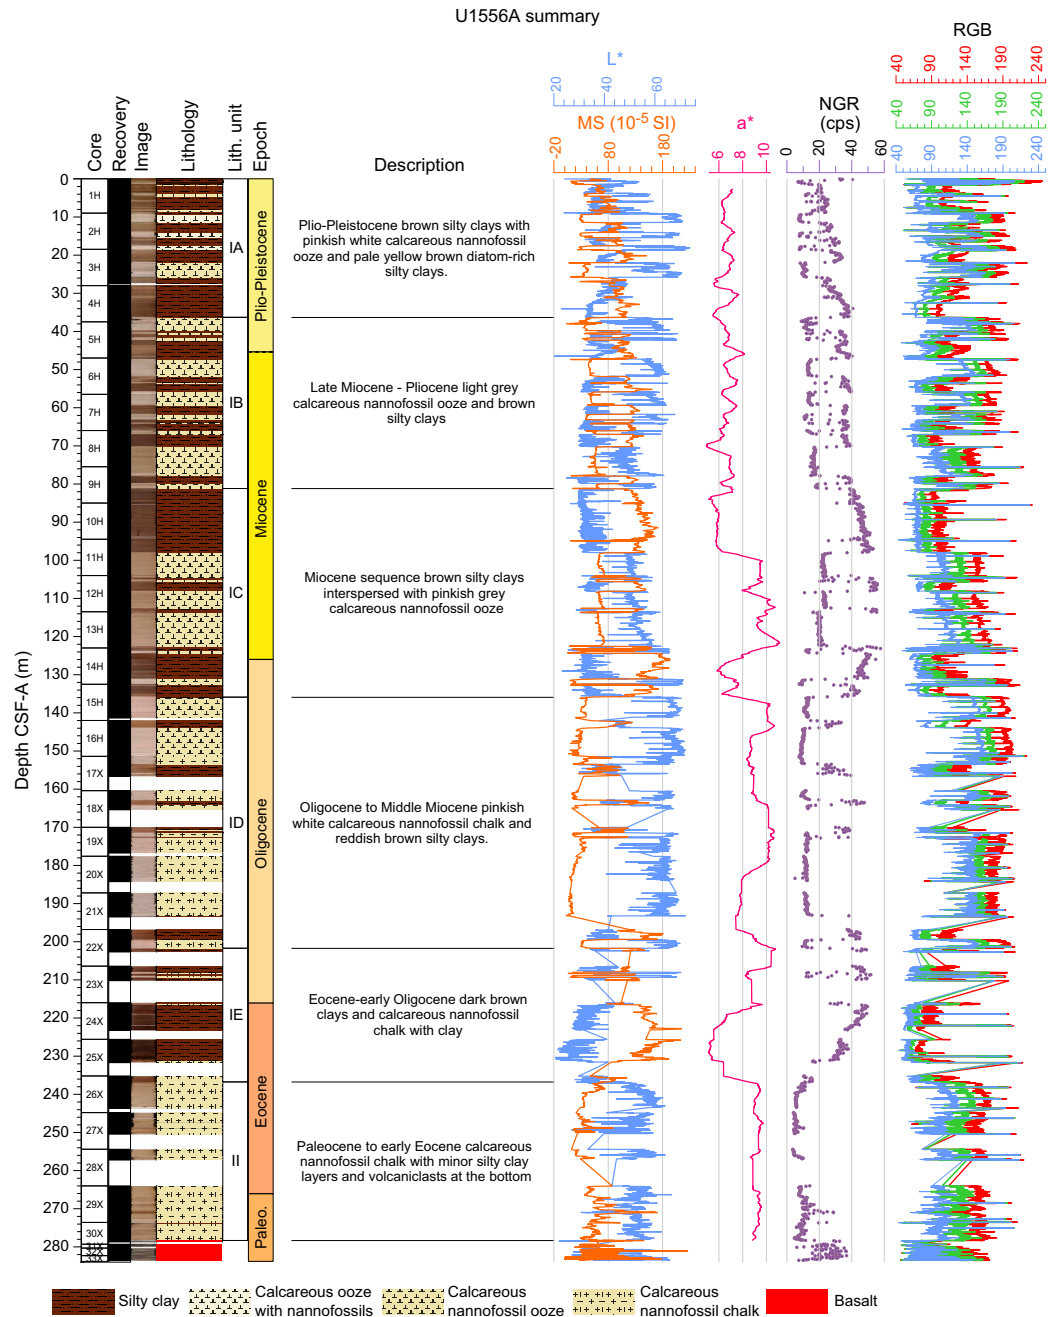 U1556A summary
RGB
40 90 140 190 240
40 90 140 190 240
40 90 140 190 240
L*
20 40 60
MS (10-5 SI)
-20 80 180
a*
6 8 10
NGR
(cps)
0 20 40 60
Core
Recovery
Image
Lithology
Lith. unit
Epoch
Description
Depth CSF-A (m)
0
10
20
30
40
50
60
70
80
90
100
110
120
130
140
150
160
170
180
190
200
210
220
230
240
250
260
270
280
1H
2H
3H
4H
5H
6H
7H
8H
9H
10H
11H
12H
13H
14H
15H
16H
17X
18X
19X
20X
21X
22X
23X
24X
25X
26X
27X
28X
29X
30X
IA
IB
IC
ID
IE
II
Plio-Pleistocene
Miocene
Oligocene
Eocene
Paleo.
Plio-Pleistocene brown silty clays with
pinkish white calcareous nannofossil
ooze and pale yellow brown diatom-rich
silty clays.
Late Miocene - Pliocene light grey
calcareous nannofossil ooze and brown
silty clays
Miocene sequence brown silty clays
interspersed with pinkish grey
calcareous nannofossil ooze
Oligocene to Middle Miocene pinkish
white calcareous nannofossil chalk and
reddish brown silty clays.
Eocene-early Oligocene dark brown
clays and calcareous nannofossil
chalk with clay
Paleocene to early Eocene calcareous
nannofossil chalk with minor silty clay
layers and volcaniclasts at the bottom
Silty clay
Calcareous ooze
with nannofossils
Calcareous
nannofossil ooze
Calcareous
nannofossil chalk
Basalt